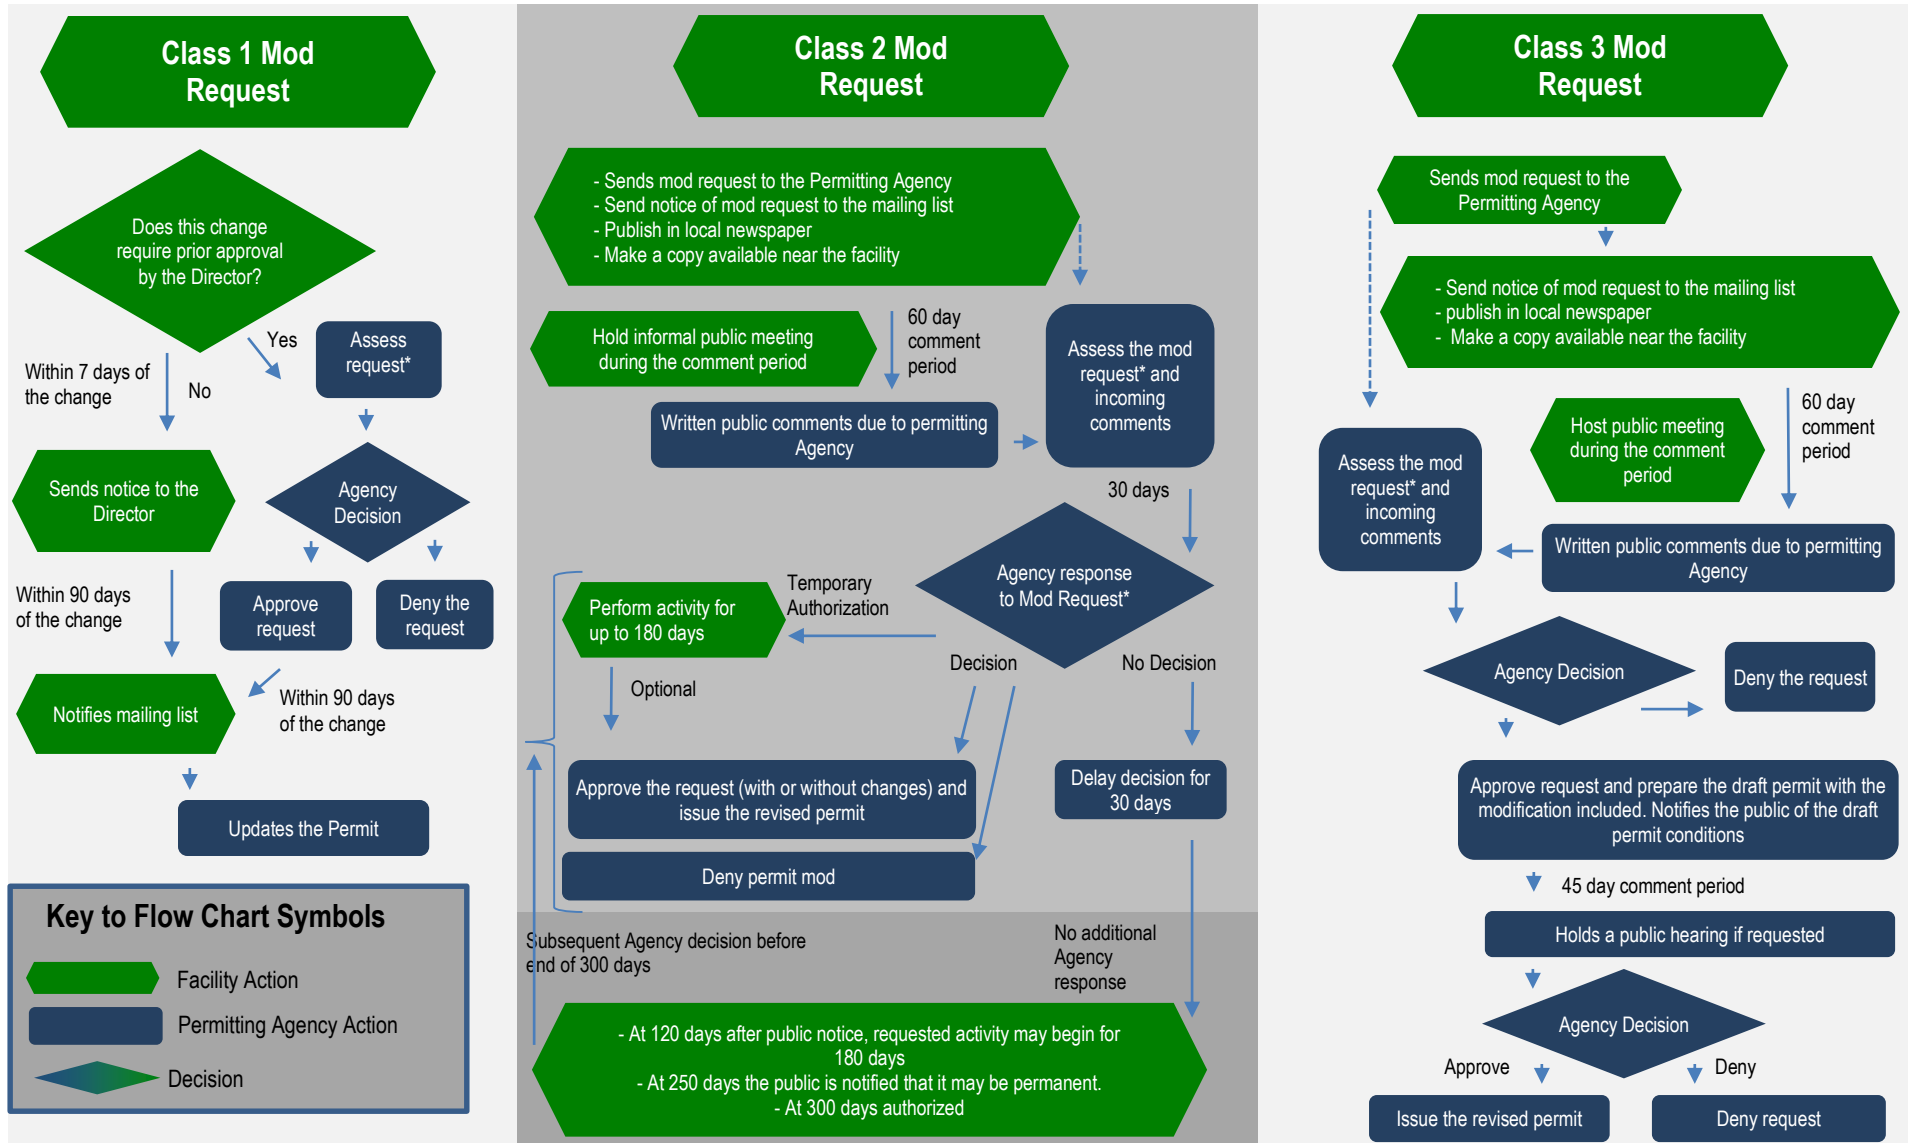 Class 1 Mod
Request
Does this change
require prior approval
by the Director?
Yes
Assess
request*
Within 7 days of
the change
No
Sends notice to the
Director
Agency
Decision
Within 90 days
of the change
Approve
request
Deny the
request
Notifies mailing list
Within 90 days
of the change
Updates the Permit
Key to Flow Chart Symbols
Facility Action
Permitting Agency Action
Decision
Class 2 Mod
Request
- Sends mod request to the Permitting Agency
- Send notice of mod request to the mailing list
- Publish in local newspaper
- Make a copy available near the facility
Hold informal public meeting
during the comment period
60 day
comment
period
Assess the mod
request* and
incoming
comments
Written public comments due to permitting
Agency
30 days
Agency response
to Mod Request*
Temporary
Authorization
Perform activity for
up to 180 days
Decision
No Decision
Optional
Approve the request (with or without changes) and
issue the revised permit
Delay decision for
30 days
Deny permit mod
Subsequent Agency decision before
end of 300 days
No additional
Agency
response
- At 120 days after public notice, requested activity may begin for
180 days
- At 250 days the public is notified that it may be permanent.
- At 300 days authorized
Class 3 Mod
Request
Sends mod request to the
Permitting Agency
- Send notice of mod request to the mailing list
- publish in local newspaper
- Make a copy available near the facility
60 day
comment
period
Host public meeting
during the comment
period
Assess the mod
request* and
incoming
comments
Written public comments due to permitting
Agency
Agency Decision
Deny the request
Approve request and prepare the draft permit with the
modification included. Notifies the public of the draft
permit conditions
45 day comment period
Holds a public hearing if requested
Agency Decision
Approve
Deny
Issue the revised permit
Deny request